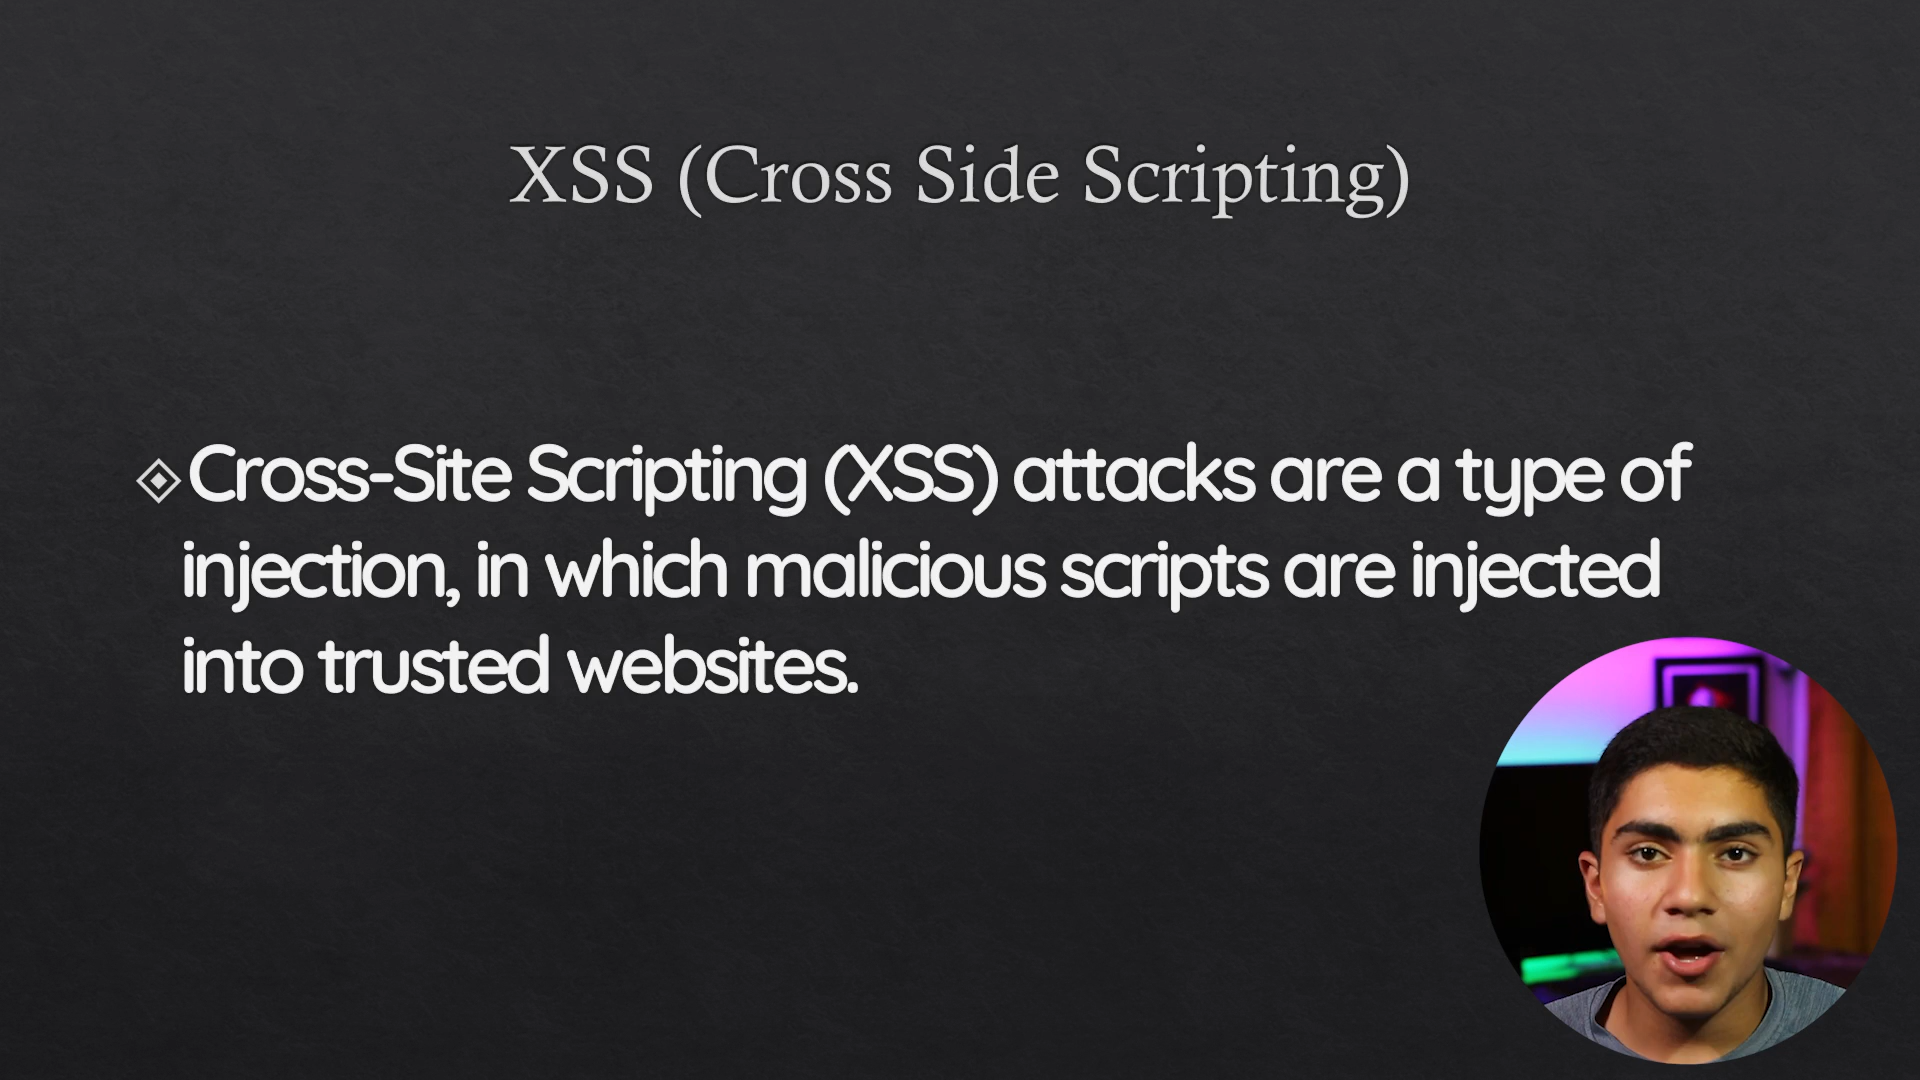 XSS (Cross Side Scripting)
Cross-Site Scripting (XSS) attacks are a type of
injection, in which malicious scripts are injected
into trusted websites.